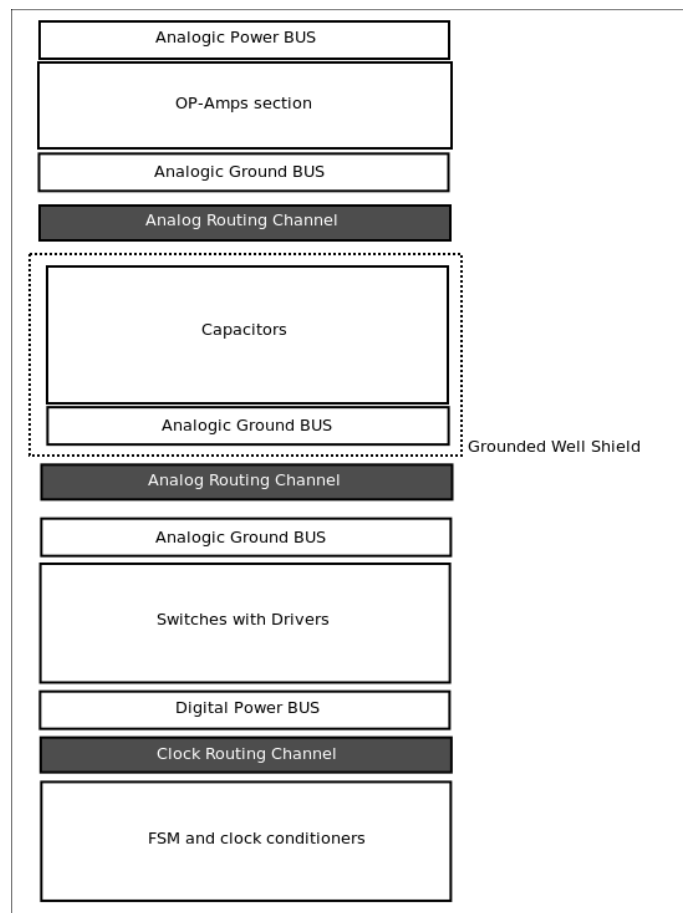 Analogic Power BUS
OP-Amps section
Analogic Ground BUS
Analog Routing Channel
Capacitors
Analogic Ground BUS
Grounded Well Shield
Analog Routing Channel
Analogic Ground BUS
Switches with Drivers
Digital Power BUS
Clock Routing Channel
FSM and clock conditioners